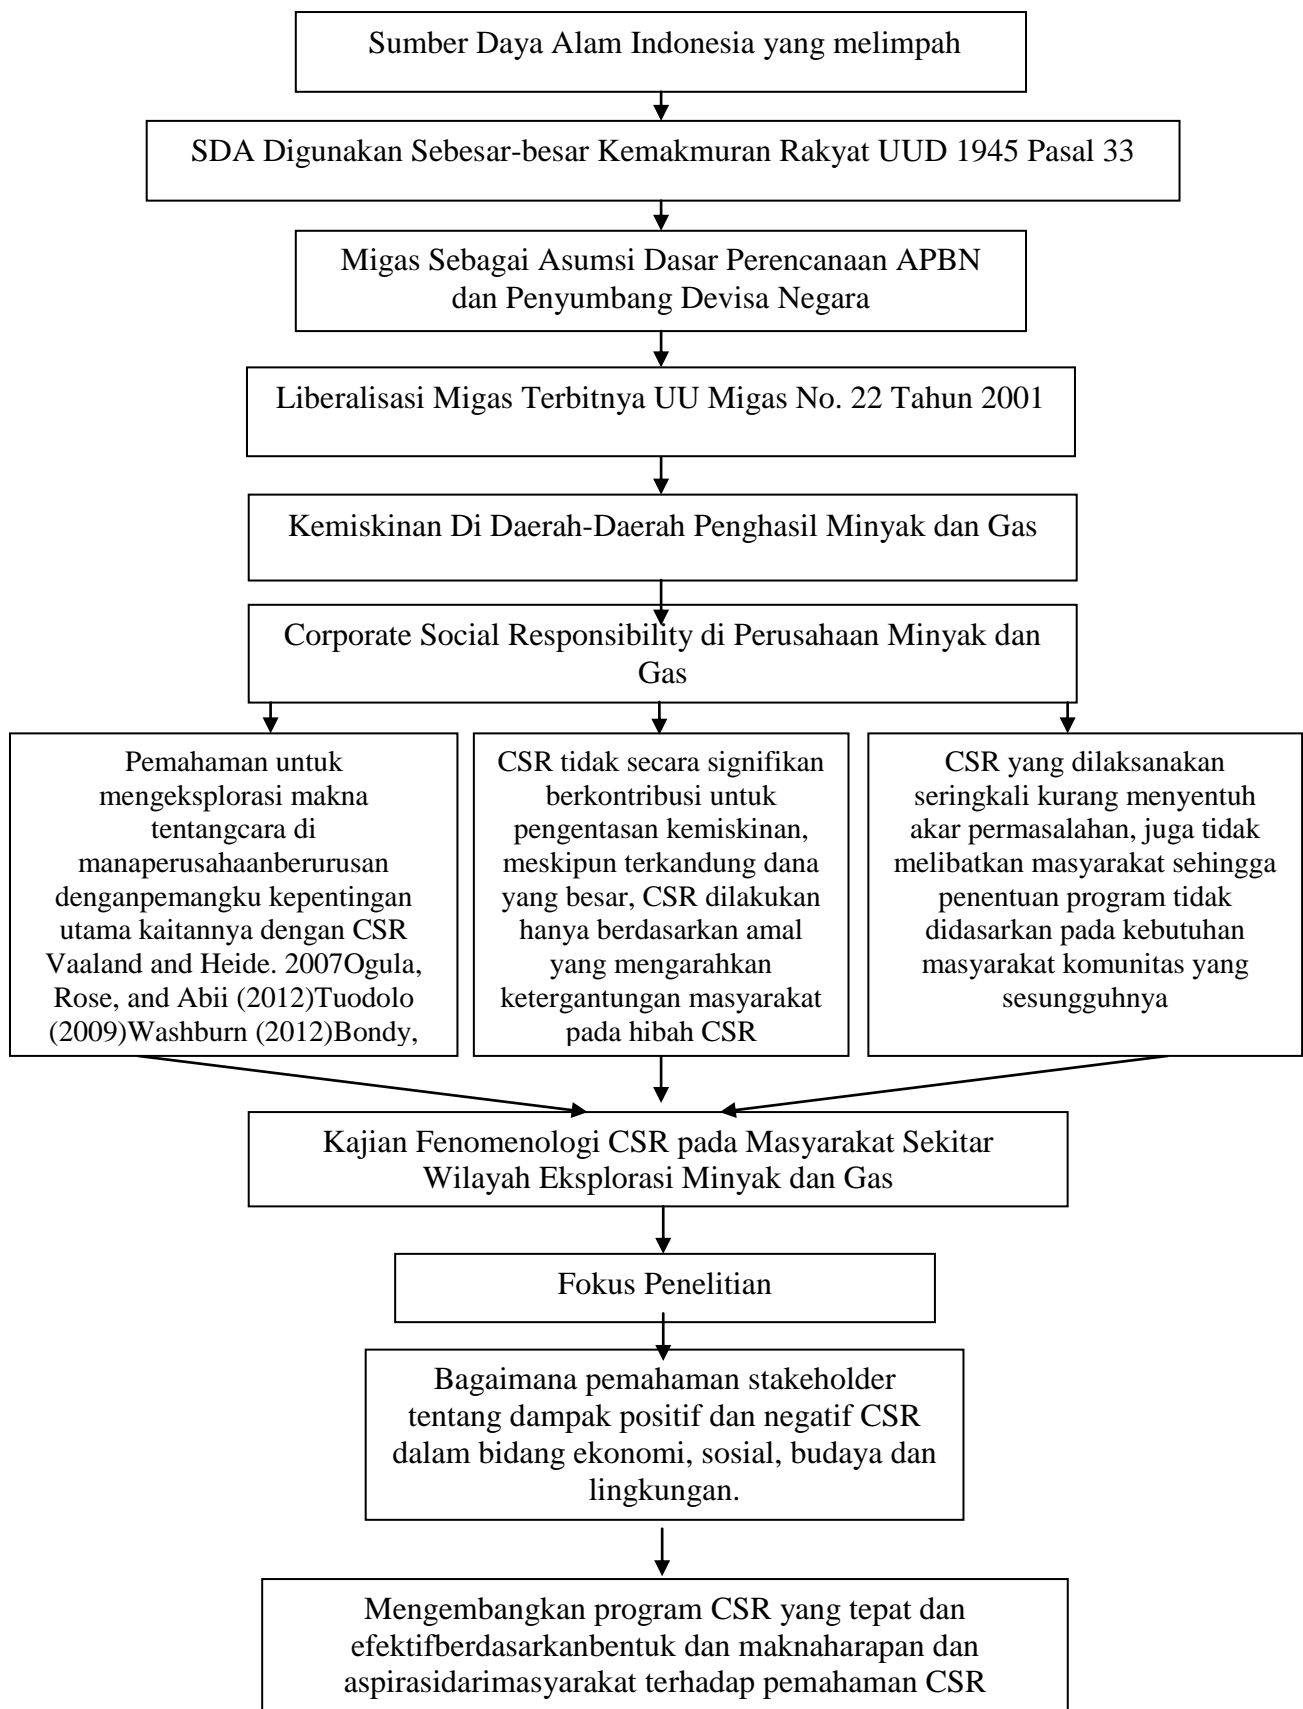 Sumber Daya Alam Indonesia yang melimpah
SDA Digunakan Sebesar-besar Kemakmuran Rakyat UUD 1945 Pasal 33
Migas Sebagai Asumsi Dasar Perencanaan APBN
dan Penyumbang Devisa Negara
Liberalisasi Migas Terbitnya UU Migas No. 22 Tahun 2001
Kemiskinan Di Daerah-Daerah Penghasil Minyak dan Gas
Corporate Social Responsibility di Perusahaan Minyak dan
Gas
Pemahaman untuk
mengeksplorasi makna
tentangcara di
manaperusahaanberurusan
denganpemangku kepentingan
utama kaitannya dengan CSR
Vaaland and Heide. 2007Ogula,
Rose, and Abii (2012)Tuodolo
(2009)Washburn (2012)Bondy,
CSR tidak secara signifikan
berkontribusi untuk
pengentasan kemiskinan,
meskipun terkandung dana
yang besar, CSR dilakukan
hanya berdasarkan amal
yang mengarahkan
ketergantungan masyarakat
pada hibah CSR
CSR yang dilaksanakan
seringkali kurang menyentuh
akar permasalahan, juga tidak
melibatkan masyarakat sehingga
penentuan program tidak
didasarkan pada kebutuhan
masyarakat komunitas yang
sesungguhnya
Kajian Fenomenologi CSR pada Masyarakat Sekitar
Wilayah Eksplorasi Minyak dan Gas
Fokus Penelitian
Bagaimana pemahaman stakeholder
tentang dampak positif dan negatif CSR
dalam bidang ekonomi, sosial, budaya dan
lingkungan.
Mengembangkan program CSR yang tepat dan
efektifberdasarkanbentuk dan maknaharapan dan
aspirasidarimasyarakat terhadap pemahaman CSR